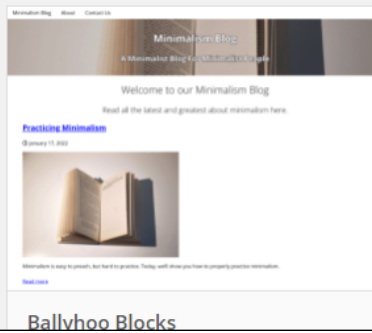 Minimalism Blog About Contact Us
Minimalism Blog
A Minimalist Blog For Minimalist People
Welcome to our Minimalism Blog
Read all the latest and greatest about minimalism here.
Practicing Minimalism
January 17, 2022
Minimalism is easy to preach, but hard to practice. Today, we'll show you how to properly practice minimalism.
Read more
Ballyhoo Blocks